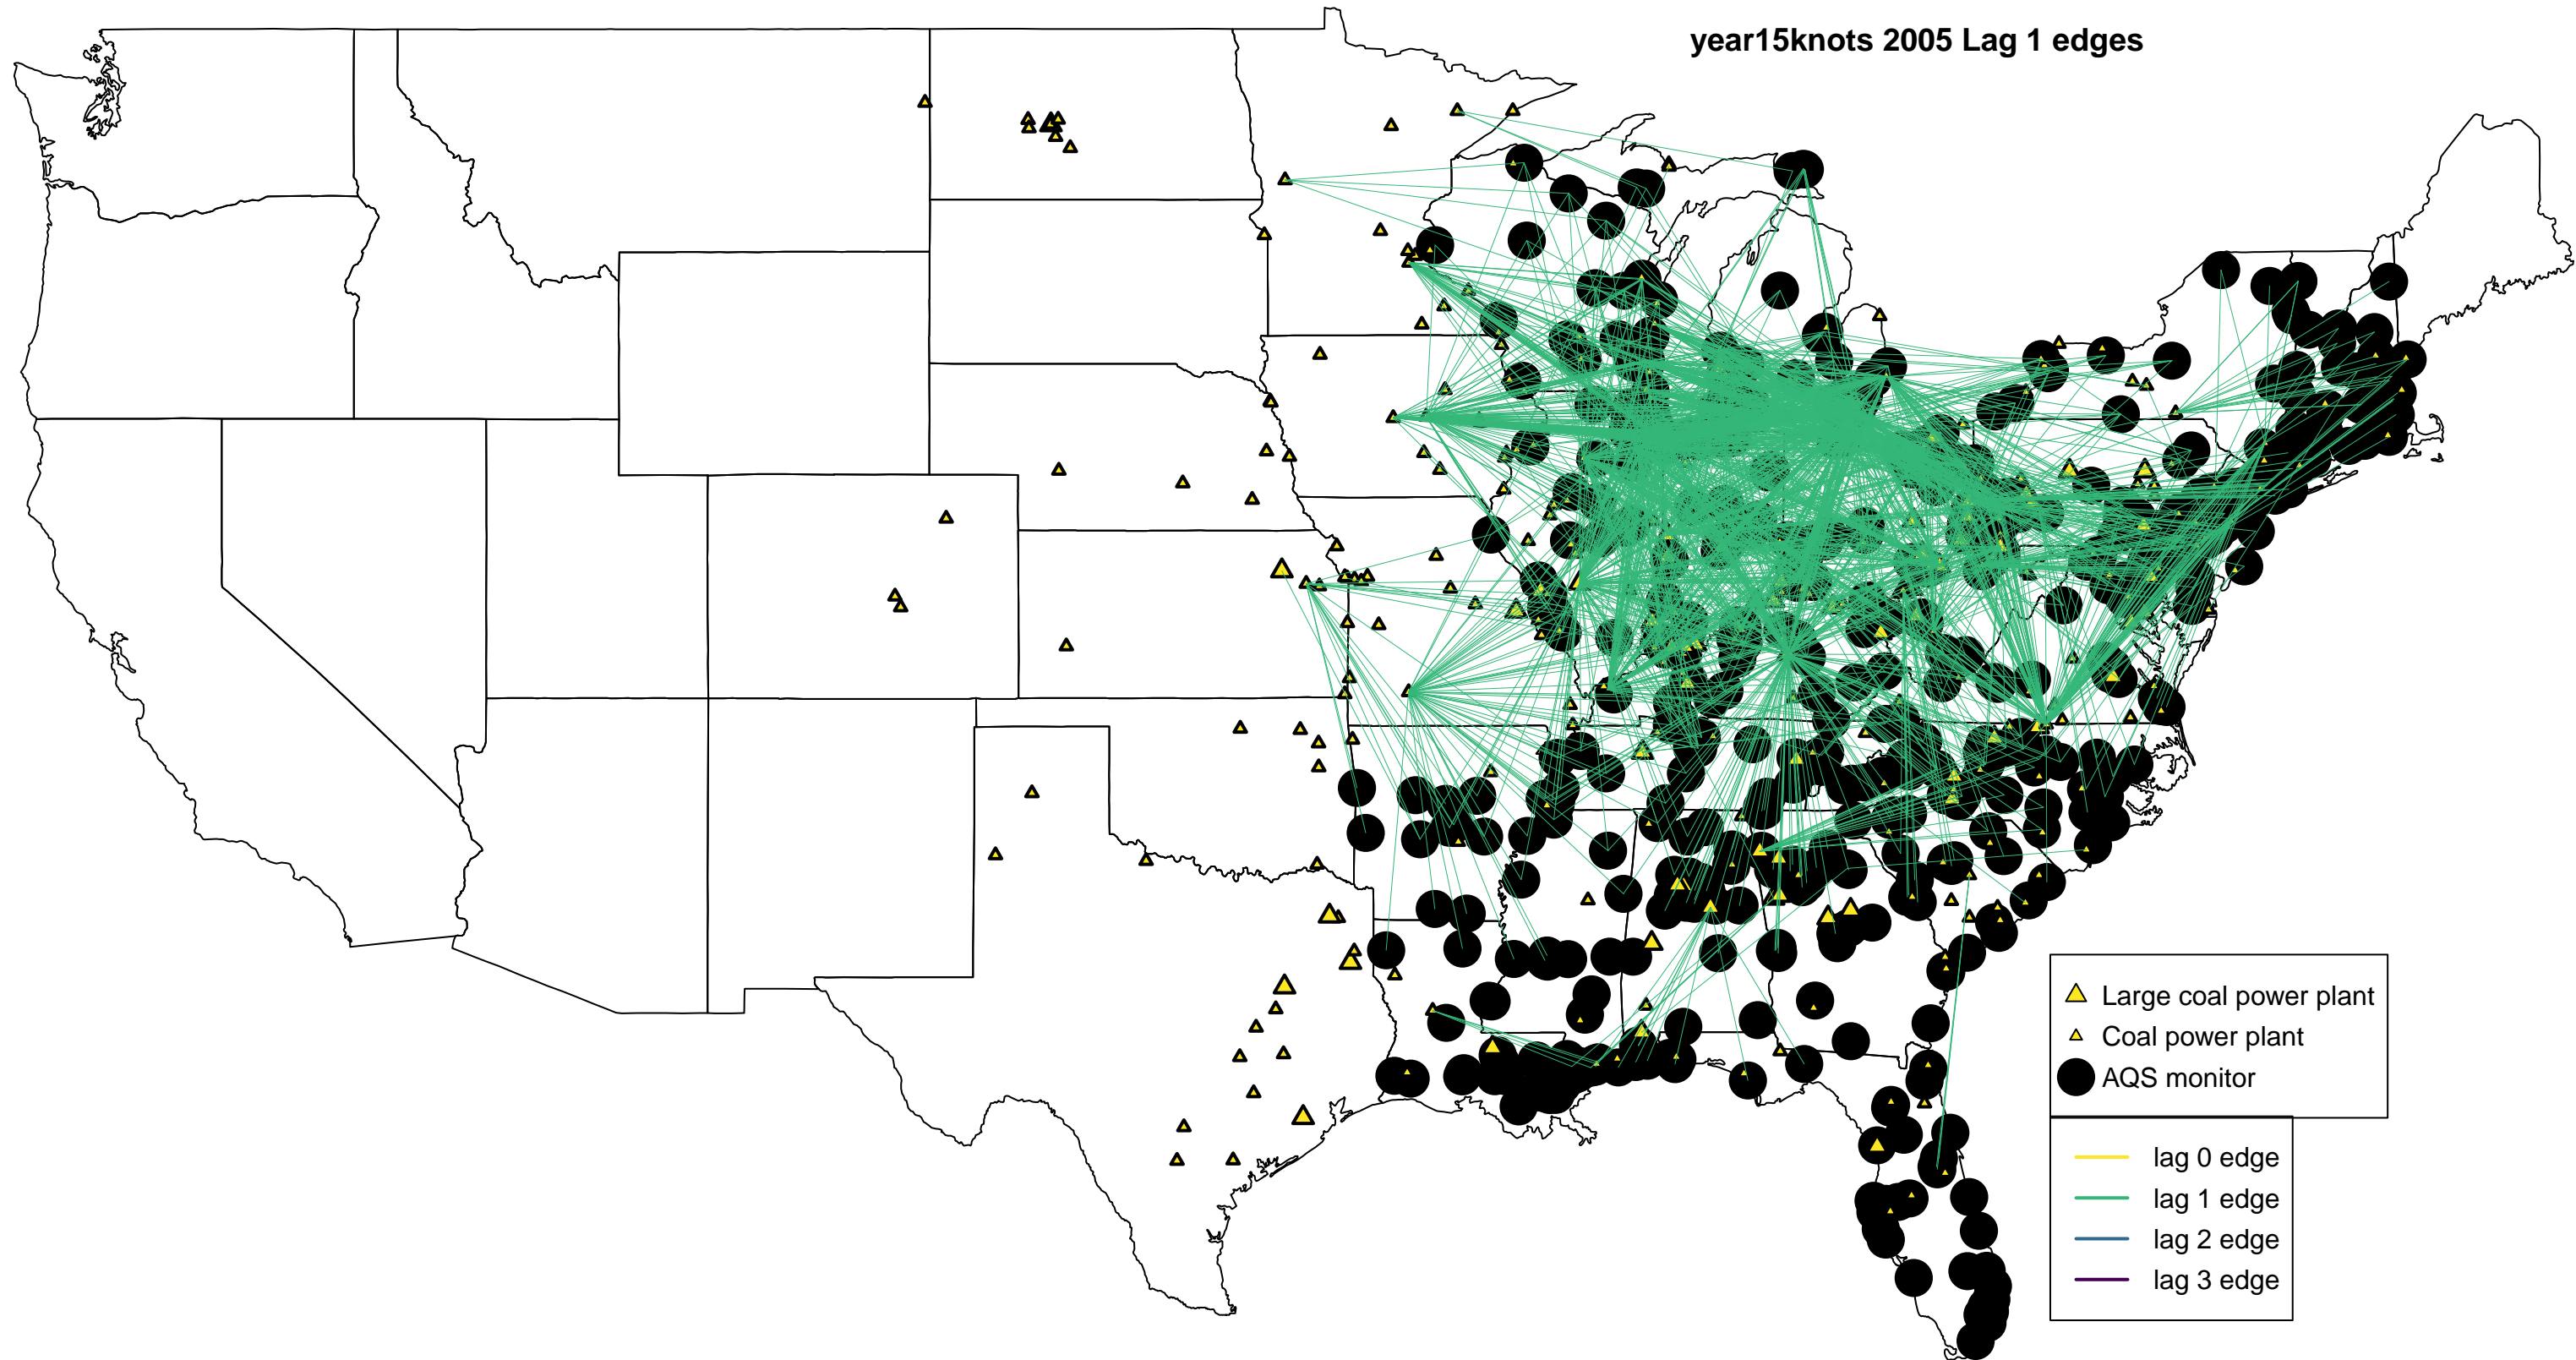 year15knots 2005 Lag 1 edges
Large coal power plant
Coal power plant
AQS monitor
lag 0 edge
lag 1 edge
lag 2 edge
lag 3 edge